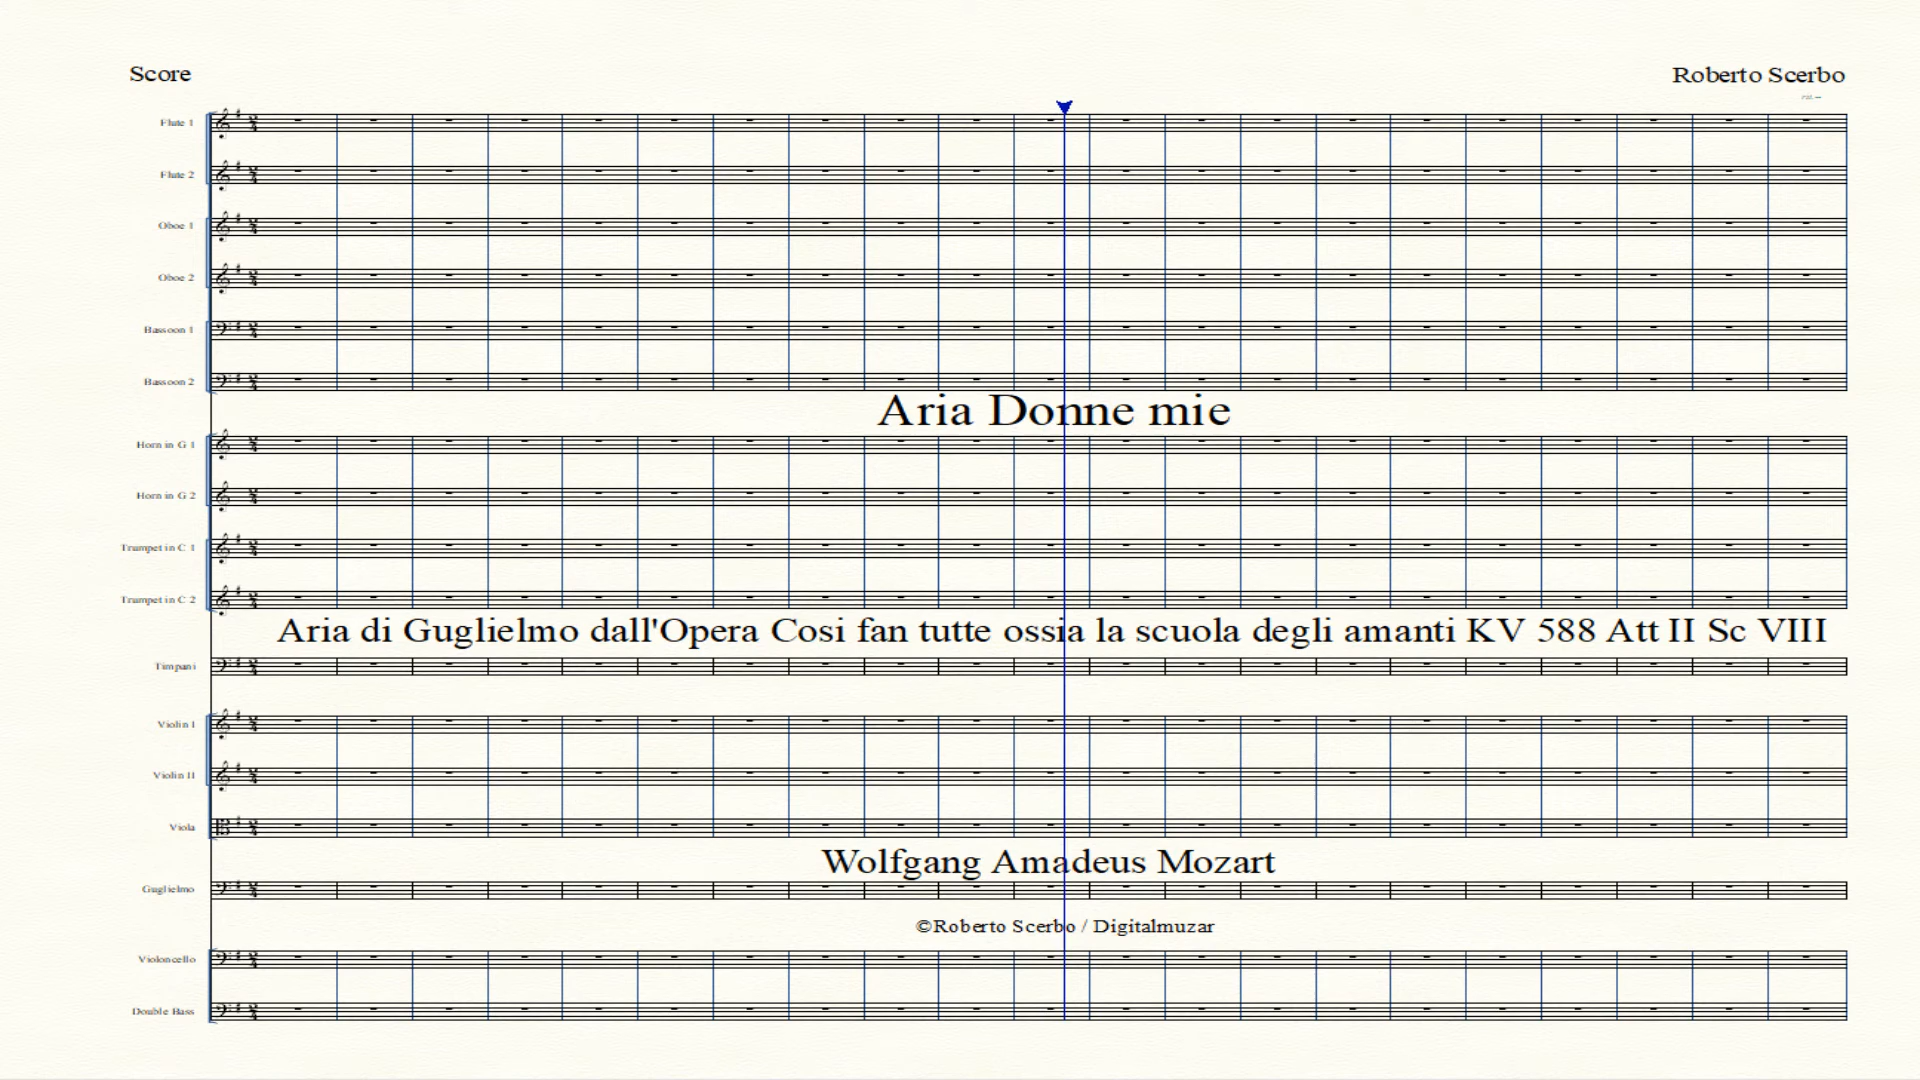 Score
Roberto Scerbo
rit.
Flute 1
Flute 2
Oboe 1
Oboe 2
Bassoon 1
Bassoon 2
Aria Donne mie
Horn in G 1
Horn in G 2
Trumpet in C 1
Trumpet in C 2
Aria di Guglielmo dall'Opera Cosi fan tutte ossia la scuola degli amanti KV 588 Att II Sc VIII
Timpani
Violin I
Violin II
Viola
Wolfgang Amadeus Mozart
Guglielmo
©Roberto Scerbo / Digitalmuzar
Violoncello
Double Bass